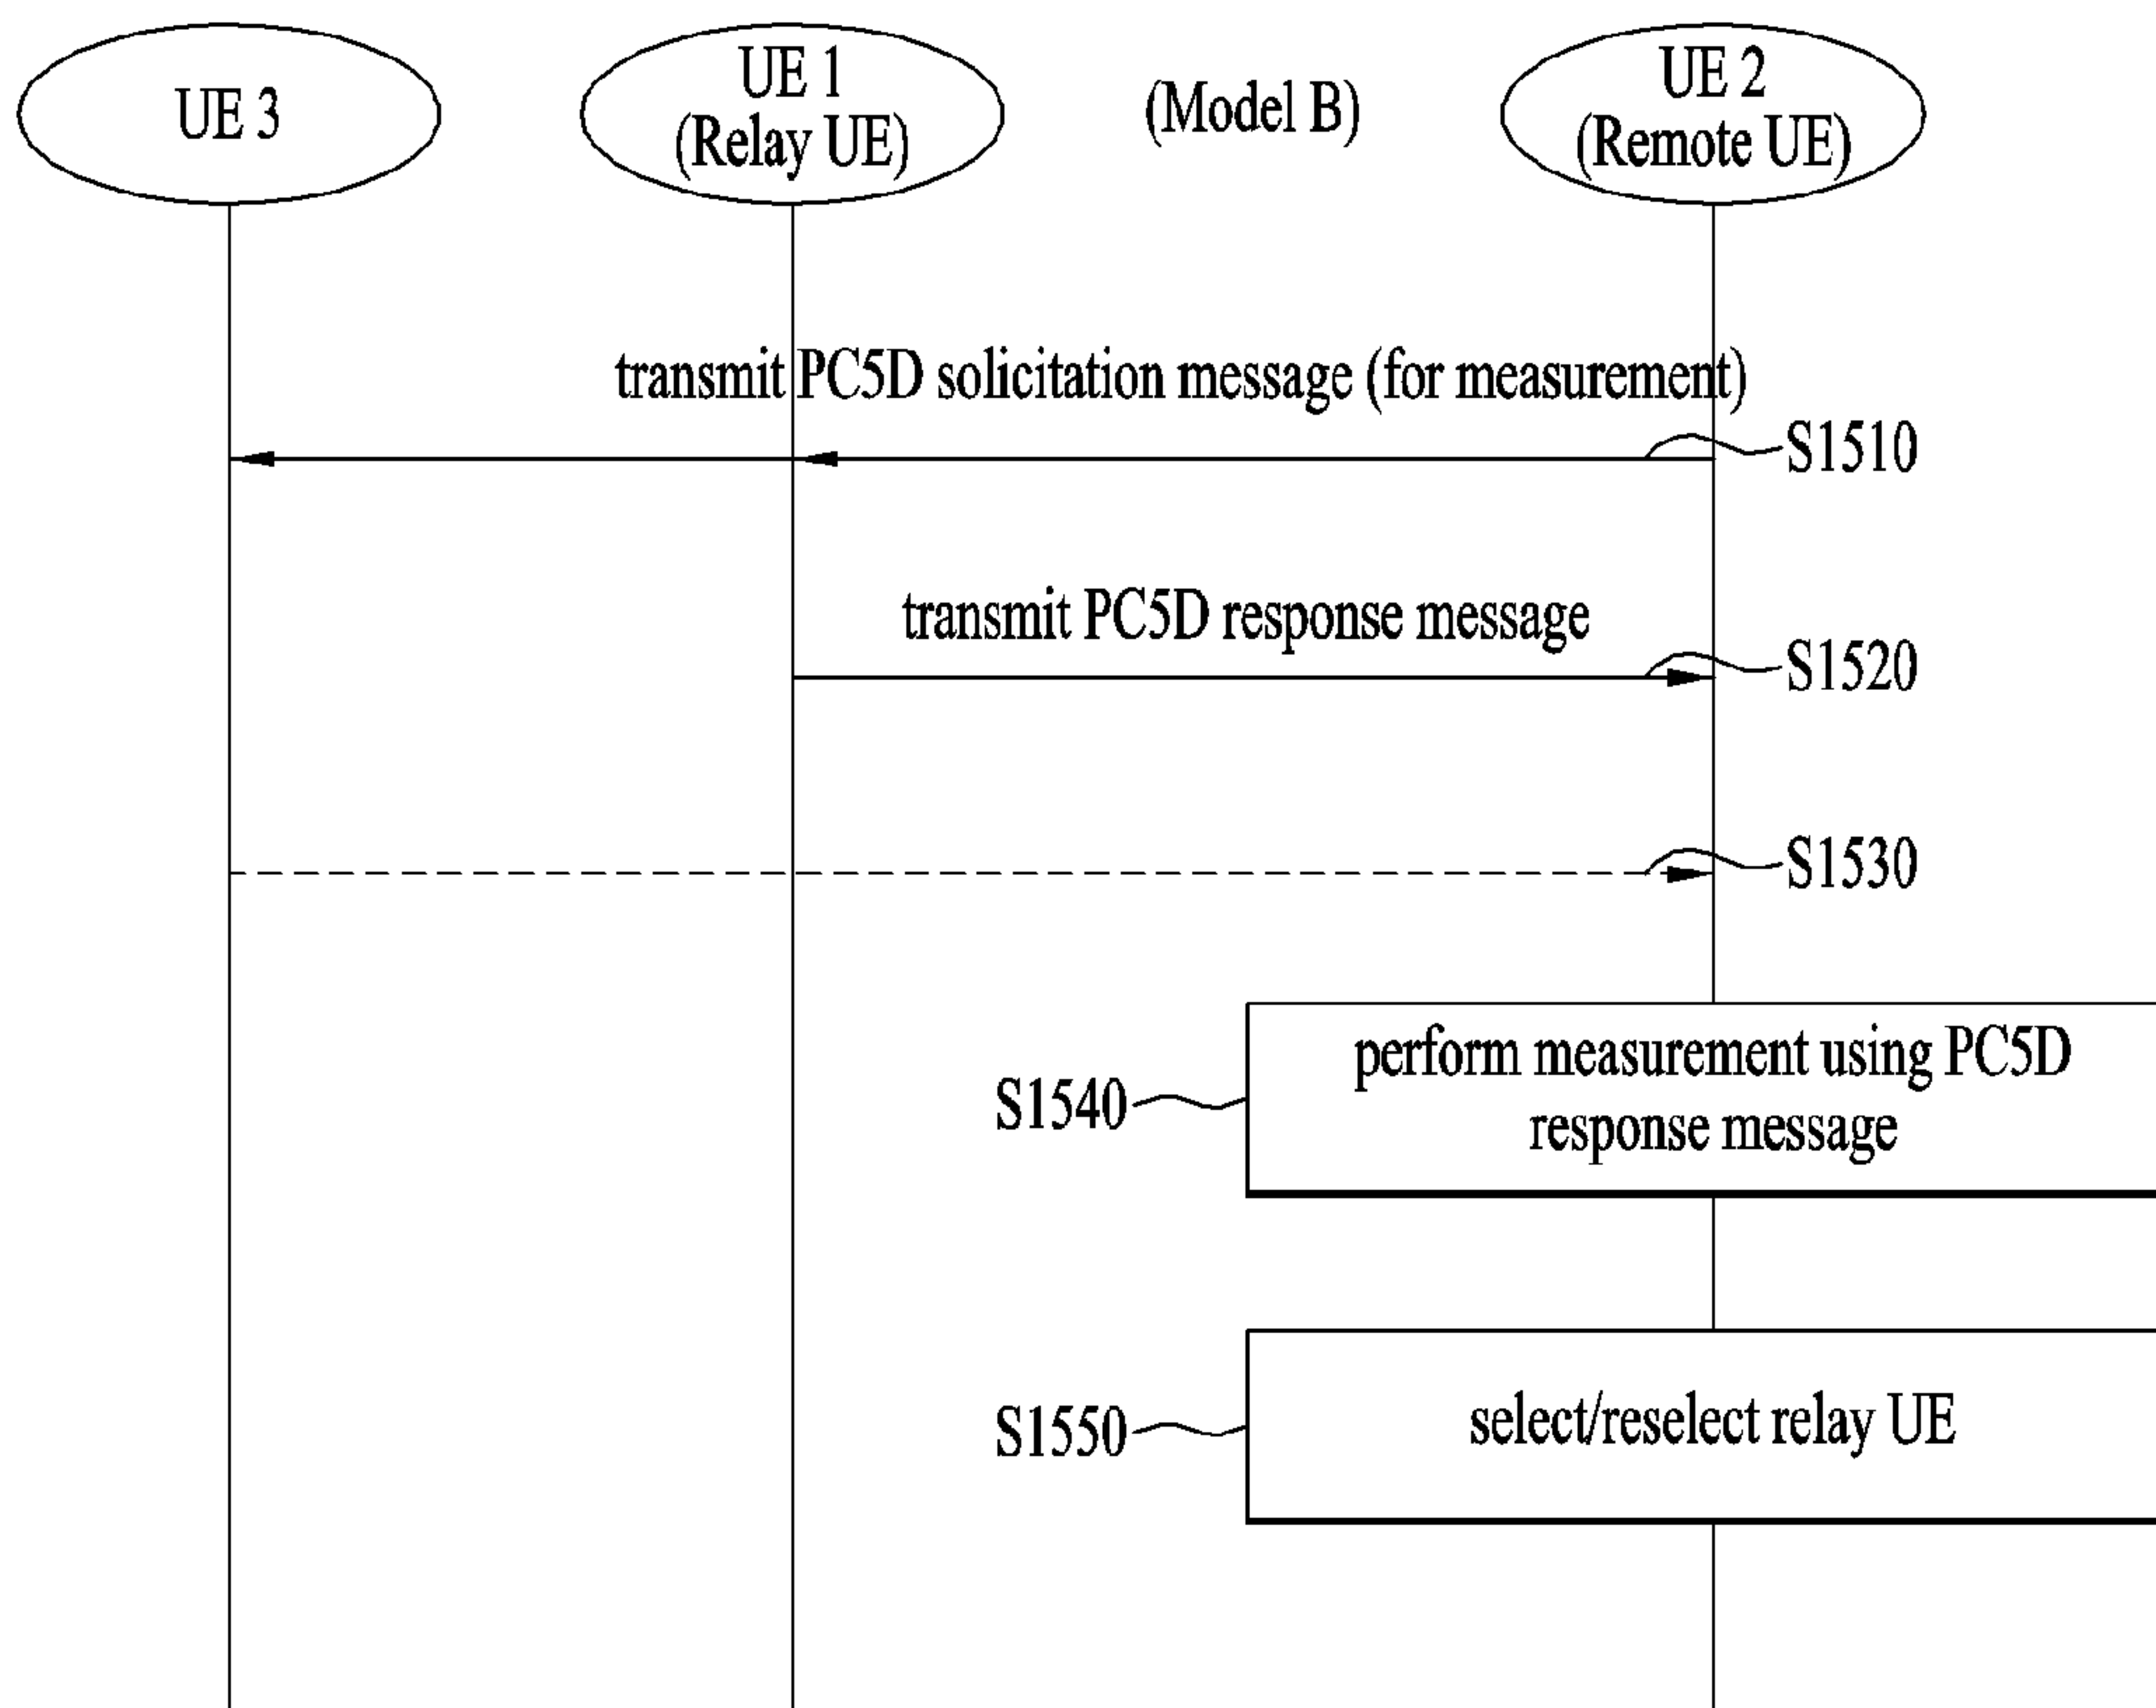 UE 3
UE 1
(Relay UE)
(Model B)
UE 2
(Remote UE)
transmit PC5D solicitation message (for measurement)
S1510
transmit PC5D response message
S1520
S1530
perform measurement using PC5D
response message
S1540
select/reselect relay UE
S1550